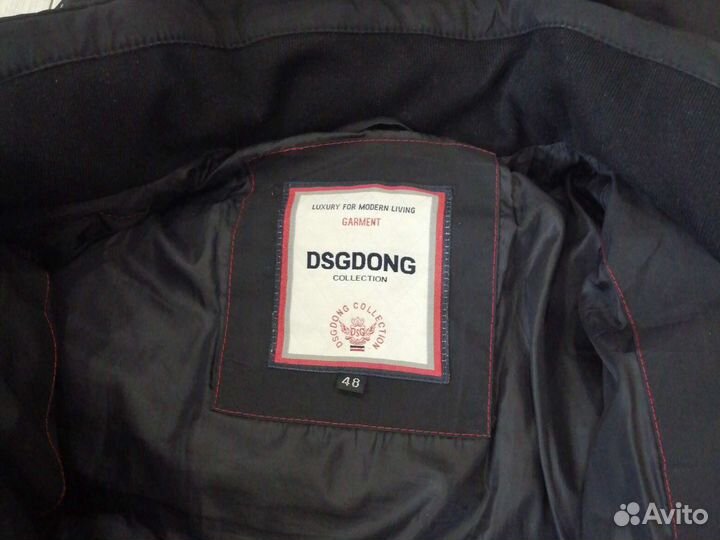 LUXURY FOR MODERN LIVING
GARMENT
DSGDONG
COLLECTION
DSGDONG COLLECTION
DSG
48
Avito